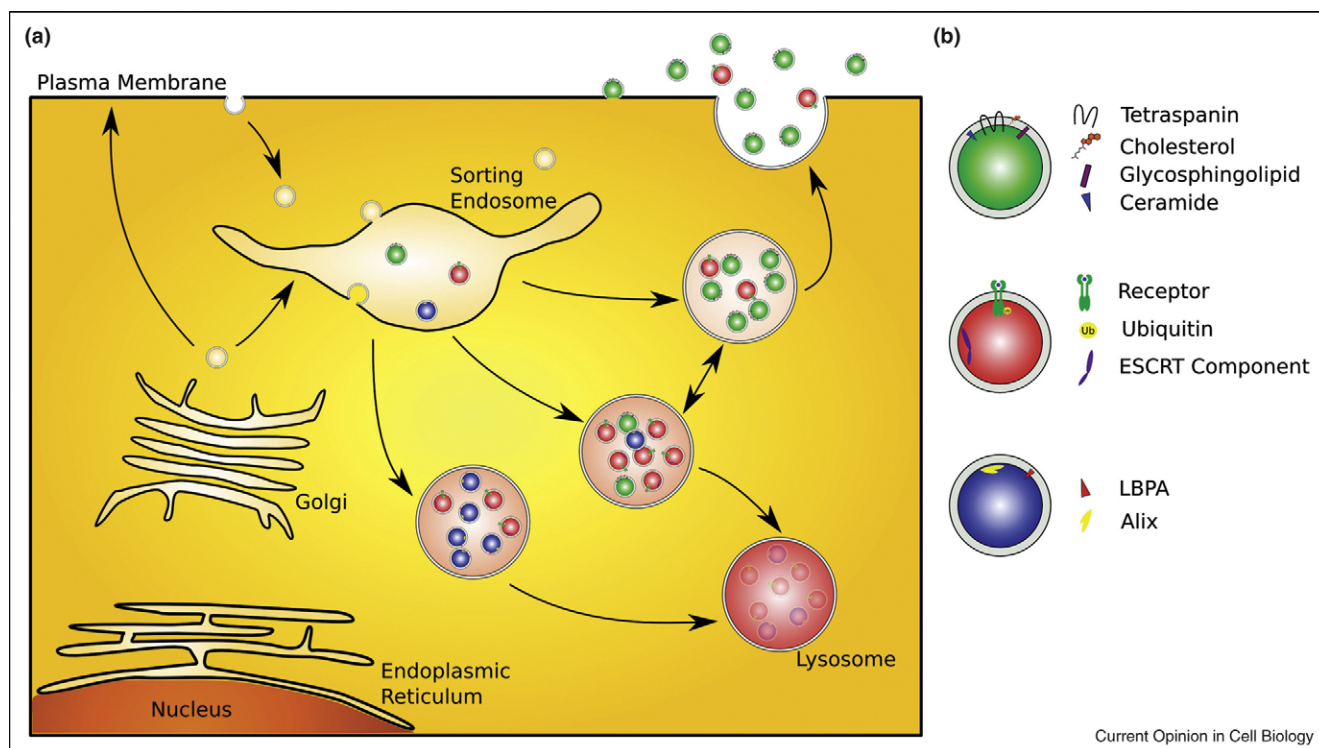 (a)
Plasma Membrane
Sorting
Endosome
Golgi
Endoplasmic
Reticulum
Nucleus
Lysosome
(b)
Tetraspanin
Cholesterol
Glycosphingolipid
Ceramide
Receptor
Ub
Ubiquitin
ESCRT Component
LBPA
Alix
Current Opinion in Cell Biology